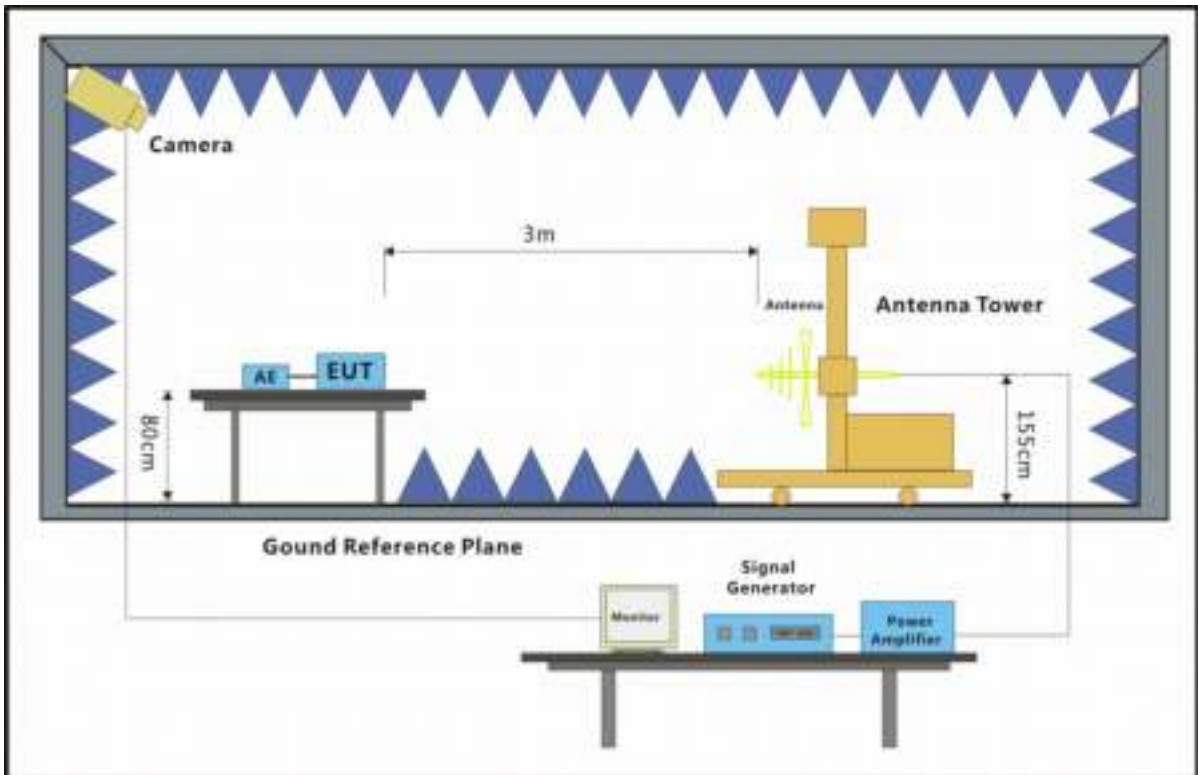 Camera
3m
Antenna
Antenna Tower
AE
EUT
80cm
155cm
Gound Reference Plane
Signal
Generator
Monitor
Power
Amplifier